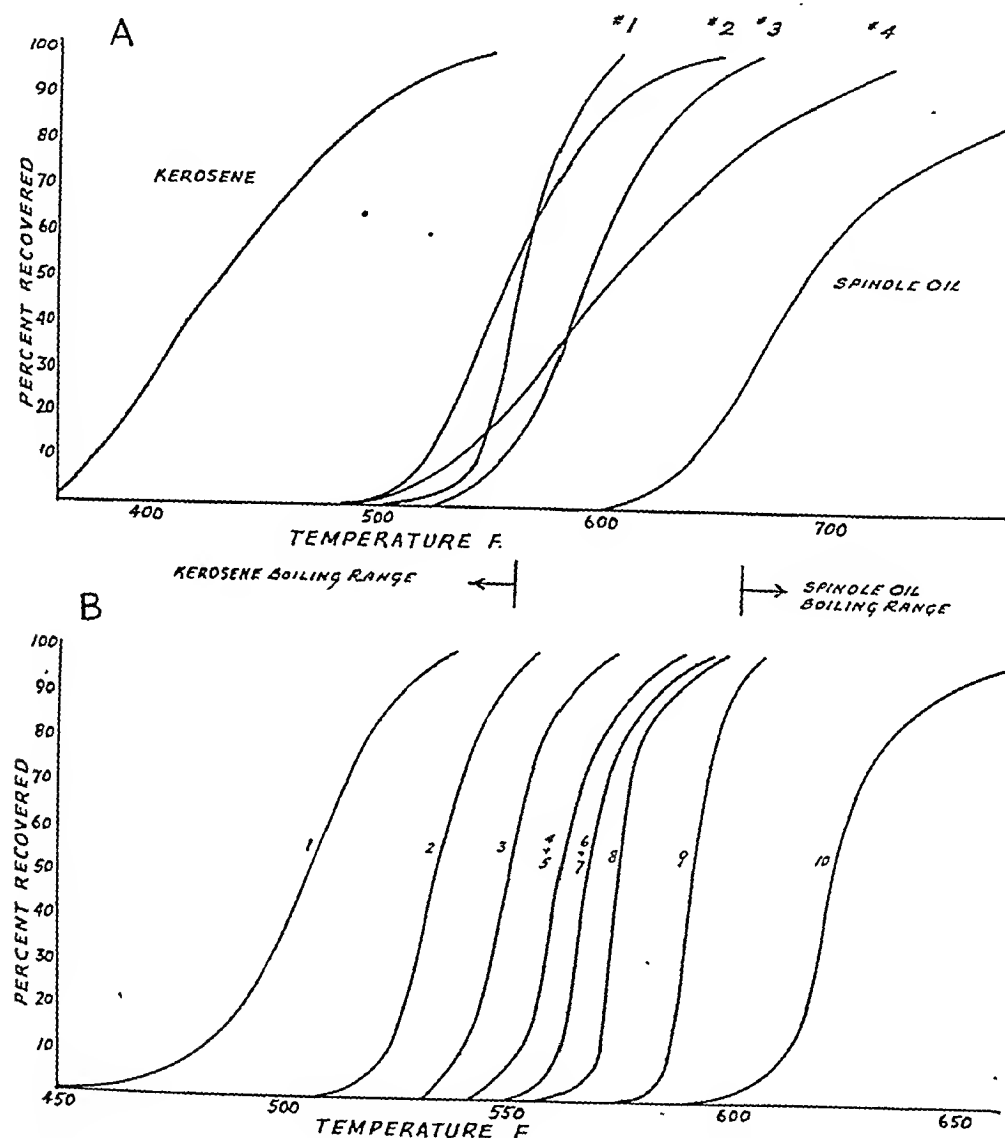 A
#1 #2 #3 #4
100
90
80
70
60
50
40
30
20
10
PERCENT RECOVERED
KEROSENE
SPINDLE OIL
400 500 600 700
TEMPERATURE F.
KEROSENE BOILING RANGE
SPINDLE OIL
BOILING RANGE
B
100
90
80
70
60
50
40
30
20
10
PERCENT RECOVERED
1 2 3 4+5 6+7 8 9 10
450 500 550 600 650
TEMPERATURE F